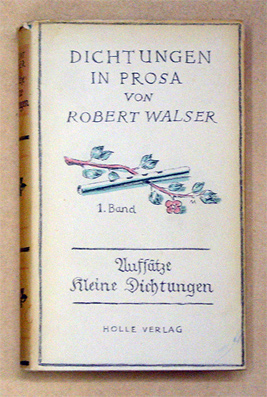 DICHTUNGEN
IN PROSA
VON
ROBERT WALSER
1. Band
Aufsätze
Kleine Dichtungen
HOLLE VERLAG